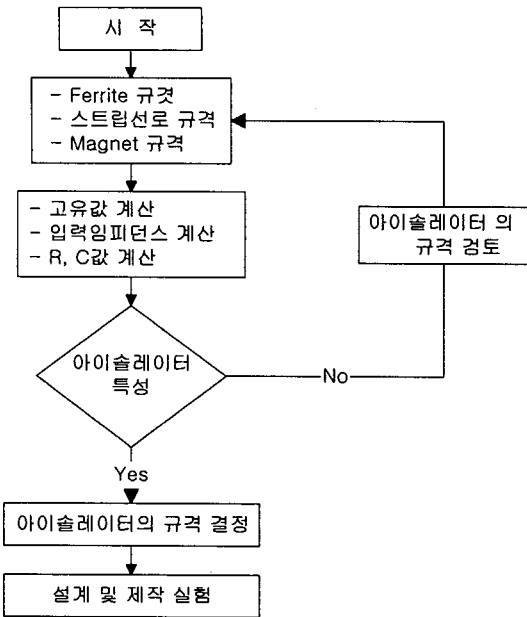 시 작
- Ferrite 규겻
- 스트립선로 규격
- Magnet 규격
- 고유값 계산
- 입력임피던스 계산
- R, C값 계산
아이솔레이터 의
규격 검토
아이솔레이터
특성
No
Yes
아이솔레이터의 규격 결정
설계 및 제작 실험